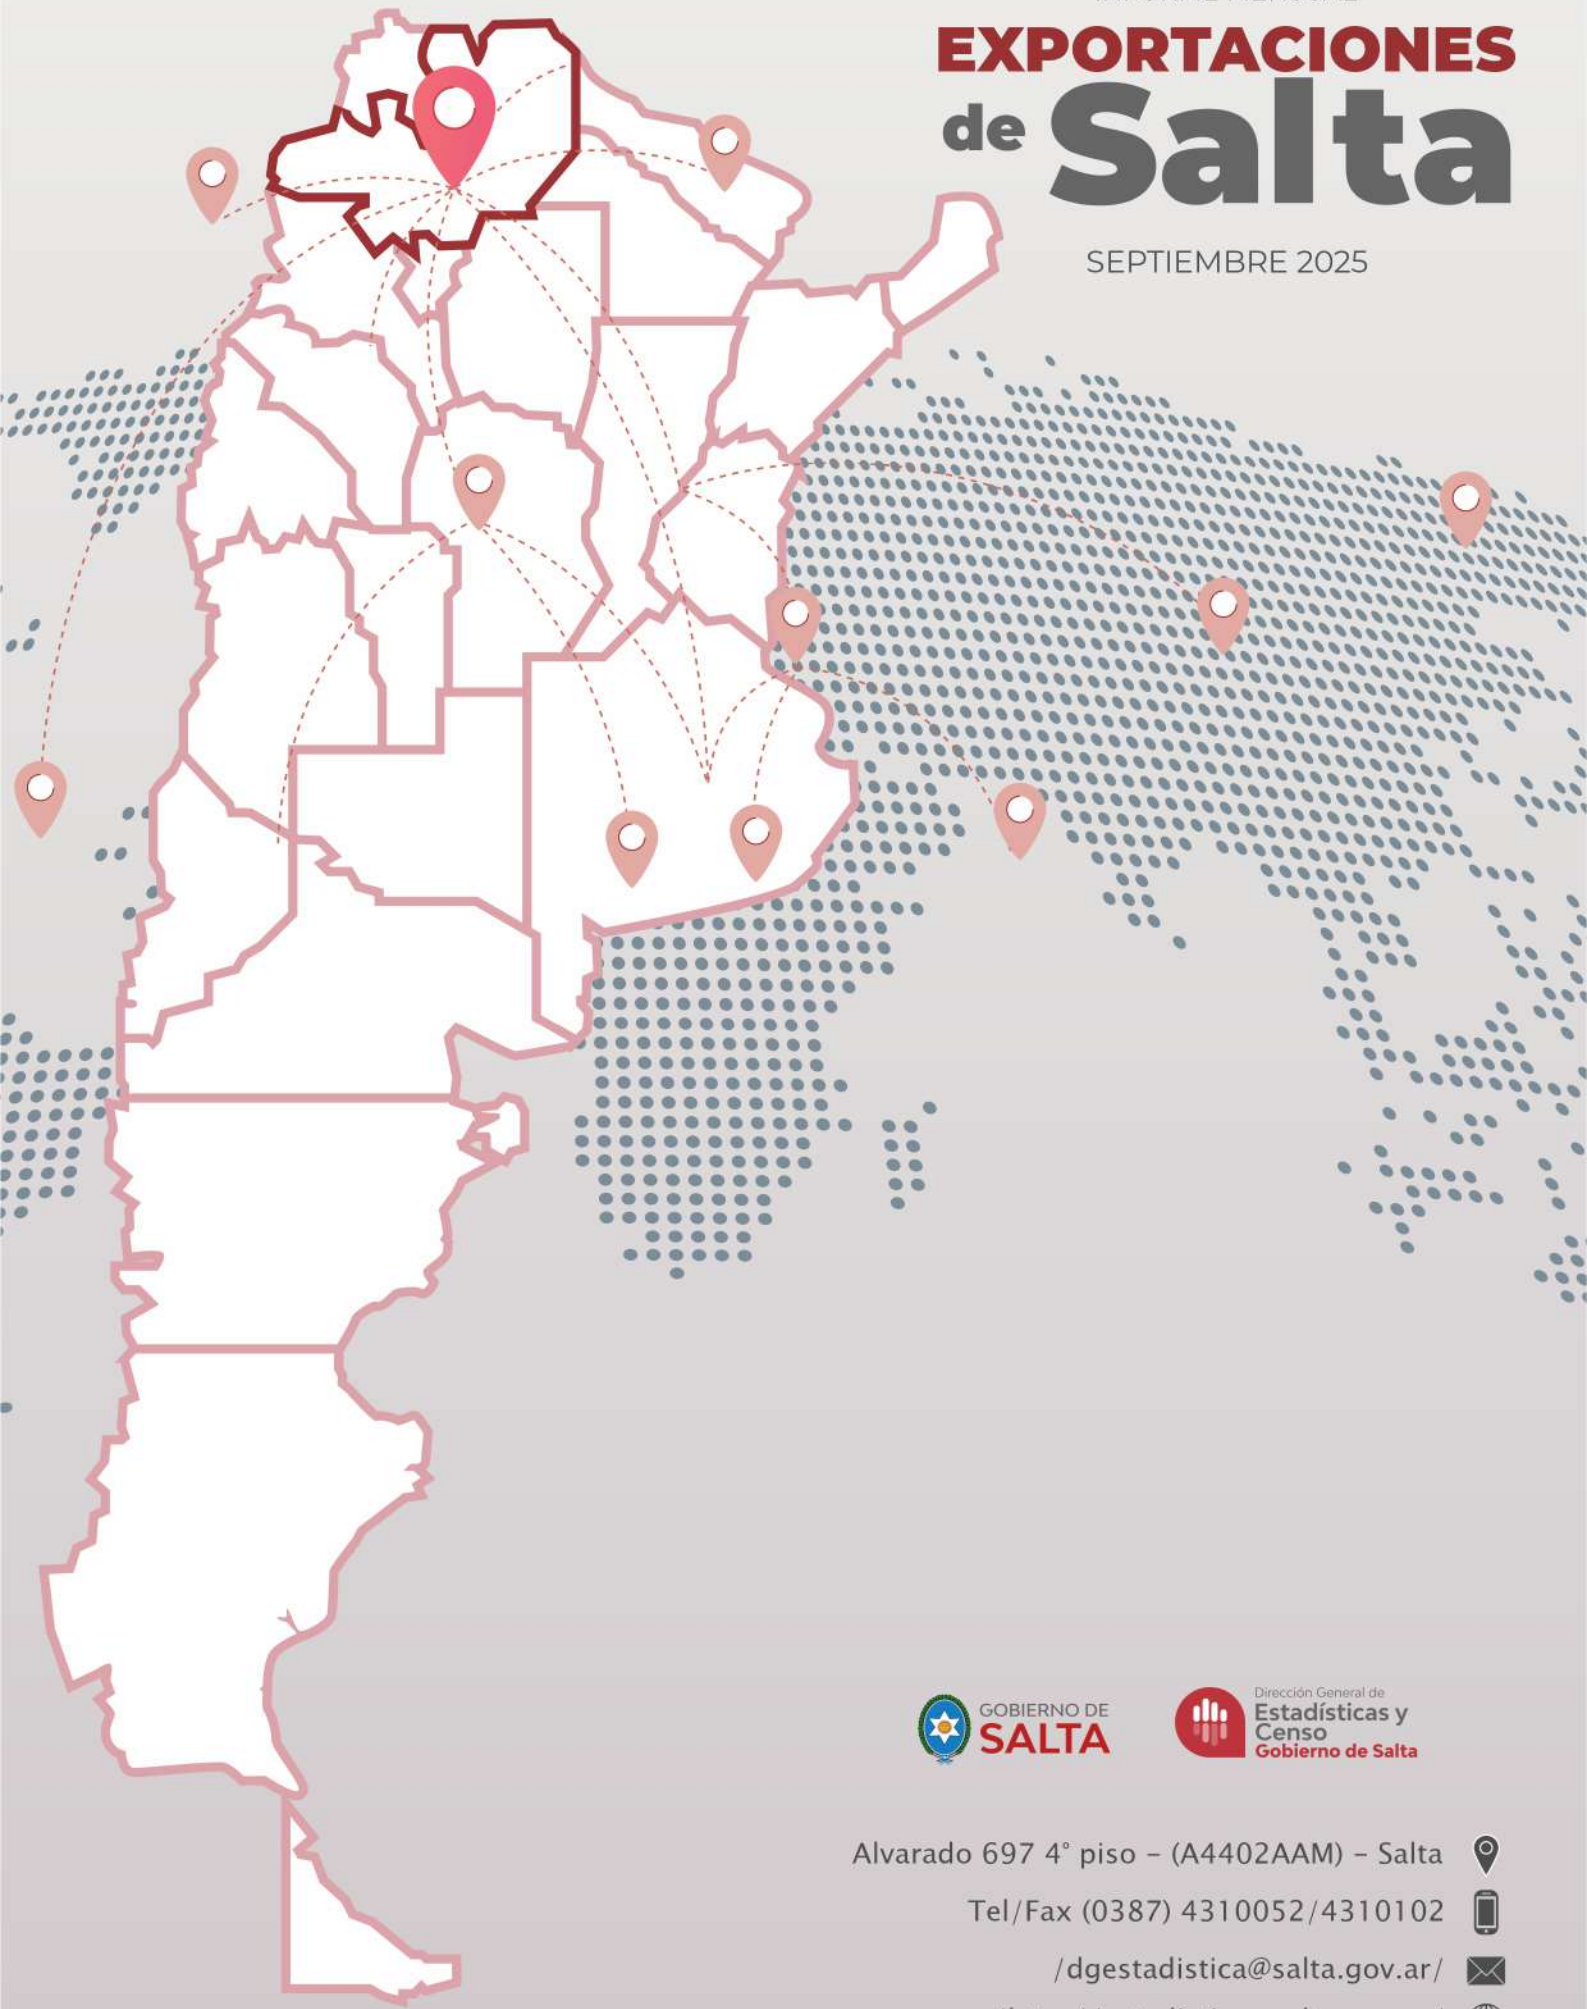 EXPORTACIONES
de Salta
SEPTIEMBRE 2025
GOBIERNO DE
SALTA
Dirección General de
Estadísticas y
Censo
Gobierno de Salta
Alvarado 697 4° piso – (A4402AAM) – Salta
Tel/Fax (0387) 4310052/4310102
/dgestadistica@salta.gov.ar/